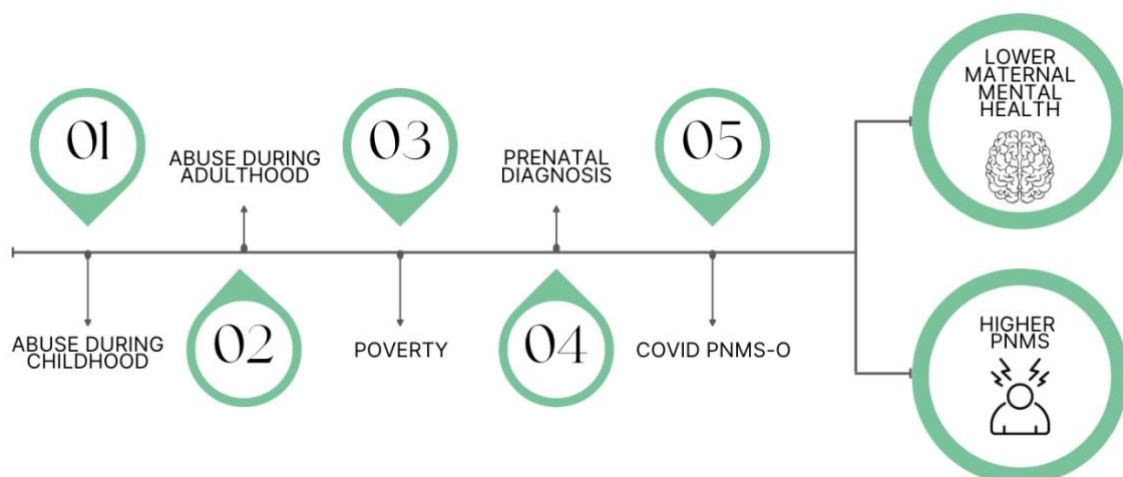 01
ABUSE DURING
CHILDHOOD
ABUSE DURING
ADULTHOOD
02
03
POVERTY
PRENATAL
DIAGNOSIS
04
05
COVID PNMS-O
LOWER
MATERNAL
MENTAL
HEALTH
HIGHER
PNMS